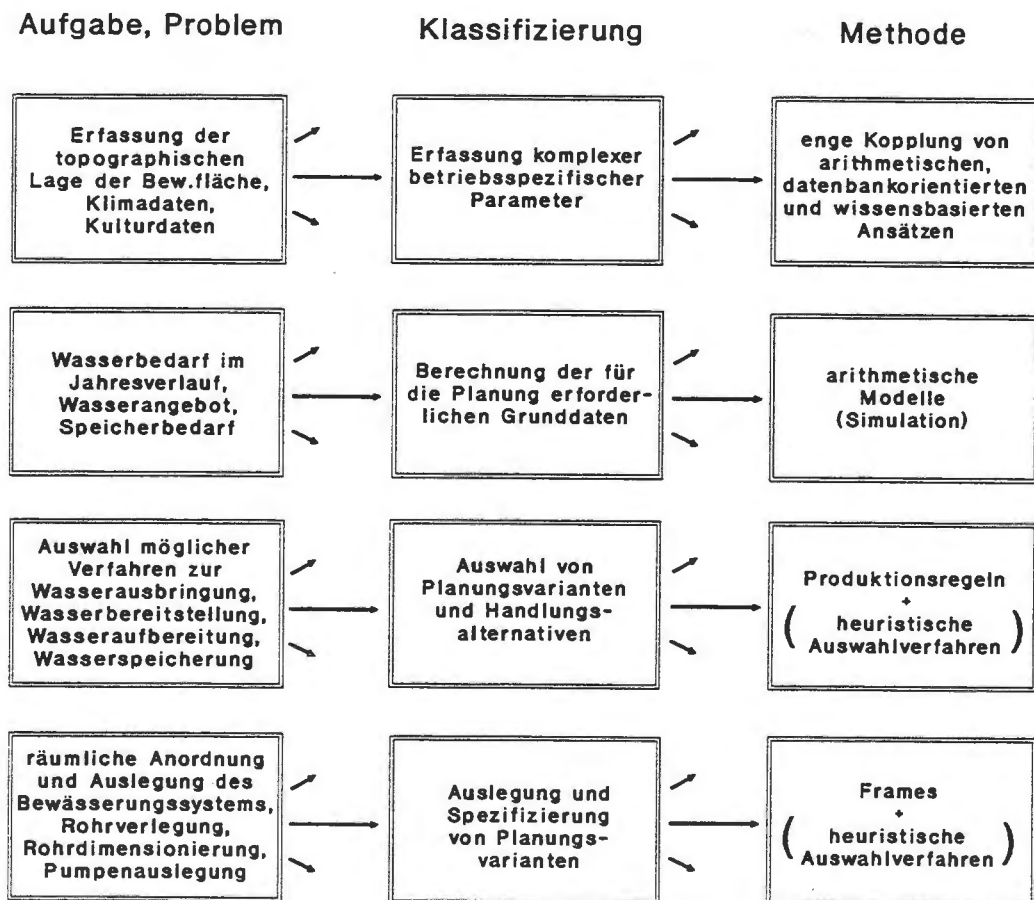 Aufgabe, Problem
Klassifizierung
Methode
Erfassung der
topographischen
Lage der Bew.fläche,
Klimadaten,
Kulturdaten
Erfassung komplexer
betriebsspezifischer
Parameter
enge Kopplung von
arithmetischen,
datenbankorientierten
und wissensbasierten
Ansätzen
Wasserbedarf im
Jahresverlauf,
Wasserangebot,
Speicherbedarf
Berechnung der für
die Planung erforder-
lichen Grunddaten
arithmetische
Modelle
(Simulation)
Auswahl möglicher
Verfahren zur
Wasserausbringung,
Wasserbereitstellung,
Wasseraufbereitung,
Wasserspeicherung
Auswahl von
Planungsvarianten
und Handlungs-
alternativen
Produktionsregeln
+
( heuristische
Auswahlverfahren )
räumliche Anordnung
und Auslegung des
Bewässerungssystems,
Rohrverlegung,
Rohrdimensionierung,
Pumpenauslegung
Auslegung und
Spezifizierung
von Planungs-
varianten
Frames
+
( heuristische
Auswahlverfahren )